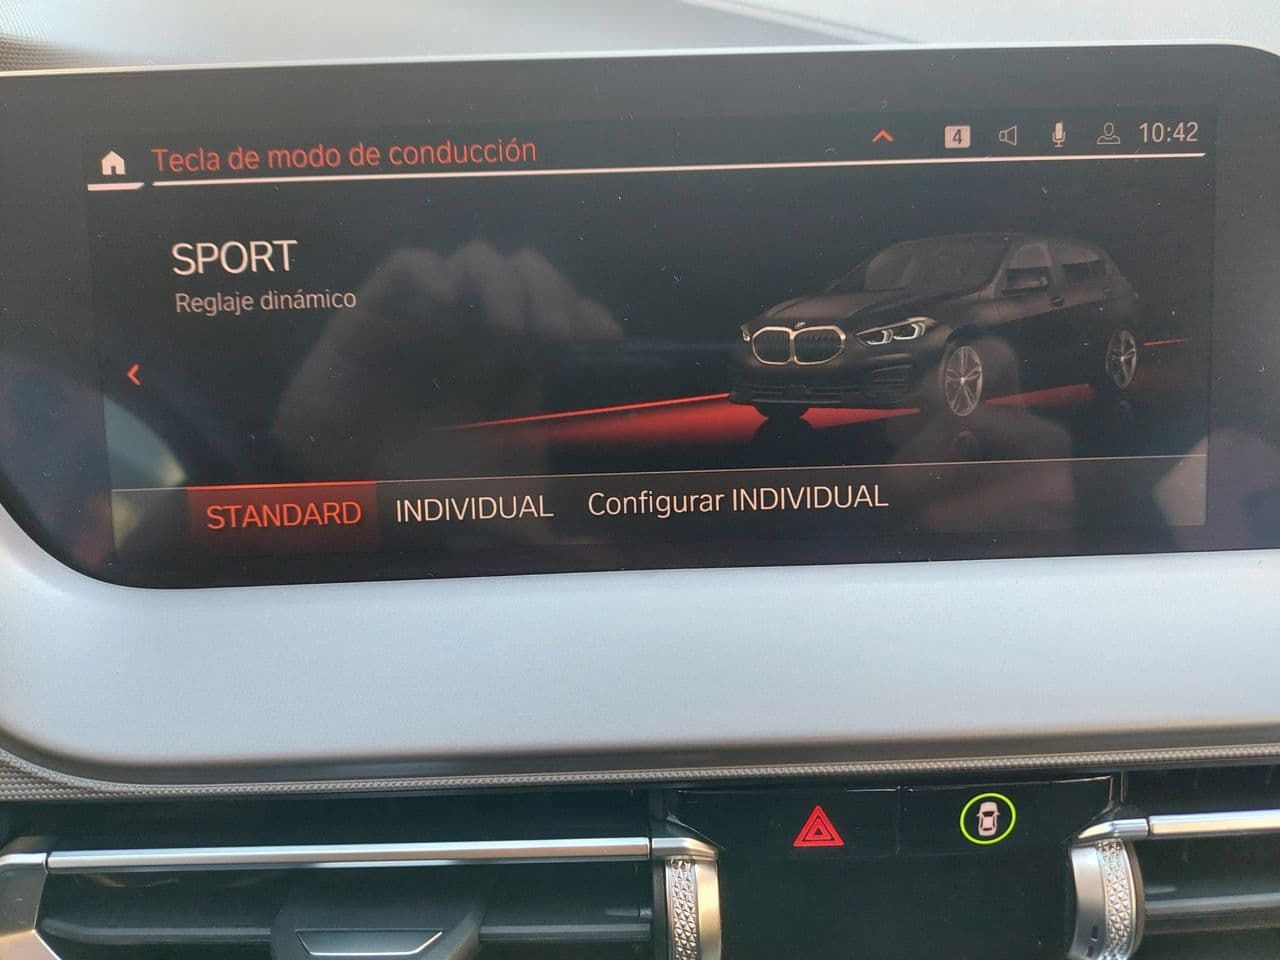 Tecla de modo de conducción
4
10:42
SPORT
Reglaje dinámico
STANDARD INDIVIDUAL Configurar INDIVIDUAL